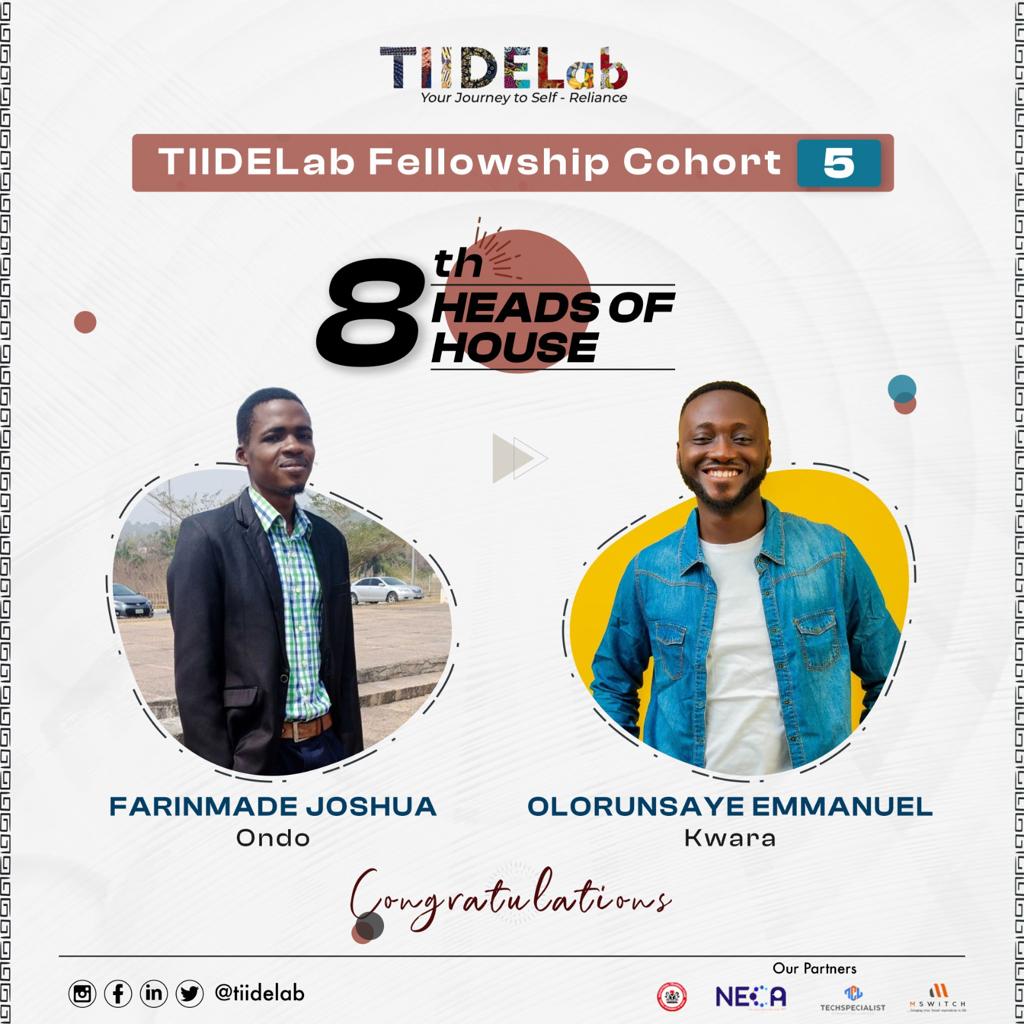 TIIDELab
Your Journey to Self - Reliance
TIIDELab Fellowship Cohort 5
8th
HEADS OF
HOUSE
FARINMADE JOSHUA
Ondo
OLORUNSAYE EMMANUEL
Kwara
Congratulations
@tiidelab
Our Partners
NECA
TCL
TECHSPECIALIST
MSWITCH